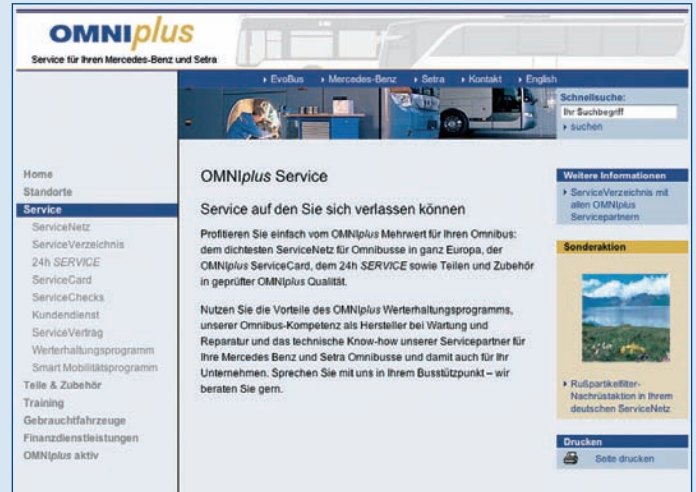 OMNIplus
Service für Ihren Mercedes-Benz und Setra
EvoBus
Mercedes-Benz
Setra
Kontakt
English
Schnellsuche:
Ihr Suchbegriff
suchen
Home
Standorte
Service
ServiceNetz
ServiceVerzeichnis
24h SERVICE
ServiceCard
ServiceChecks
Kundendienst
ServiceVertrag
Werterhaltungsprogramm
Smart Mobilitätsprogramm
Teile & Zubehör
Training
Gebrauchtfahrzeuge
Finanzdienstleistungen
OMNIplus aktiv
OMNIplus Service
Service auf den Sie sich verlassen können
Profitieren Sie einfach vom OMNIplus Mehrwert für Ihren Omnibus:
dem dichtesten ServiceNetz für Omnibusse in ganz Europa, der
OMNIplus ServiceCard, dem 24h SERVICE sowie Teilen und Zubehör
in geprüfter OMNIplus Qualität.
Nutzen Sie die Vorteile des OMNIplus Werterhaltungsprogramms,
unserer Omnibus-Kompetenz als Hersteller bei Wartung und
Reparatur und das technische Know-how unserer Servicepartner für
Ihre Mercedes Benz und Setra Omnibusse und damit auch für Ihr
Unternehmen. Sprechen Sie mit uns in Ihrem Busstützpunkt – wir
beraten Sie gern.
Weitere Informationen
ServiceVerzeichnis mit
allen OMNIplus
Servicepartnern
Sonderaktion
Rußpartikelfilter-
Nachrüstaktion in Ihrem
deutschen ServiceNetz
Drucken
Seite drucken